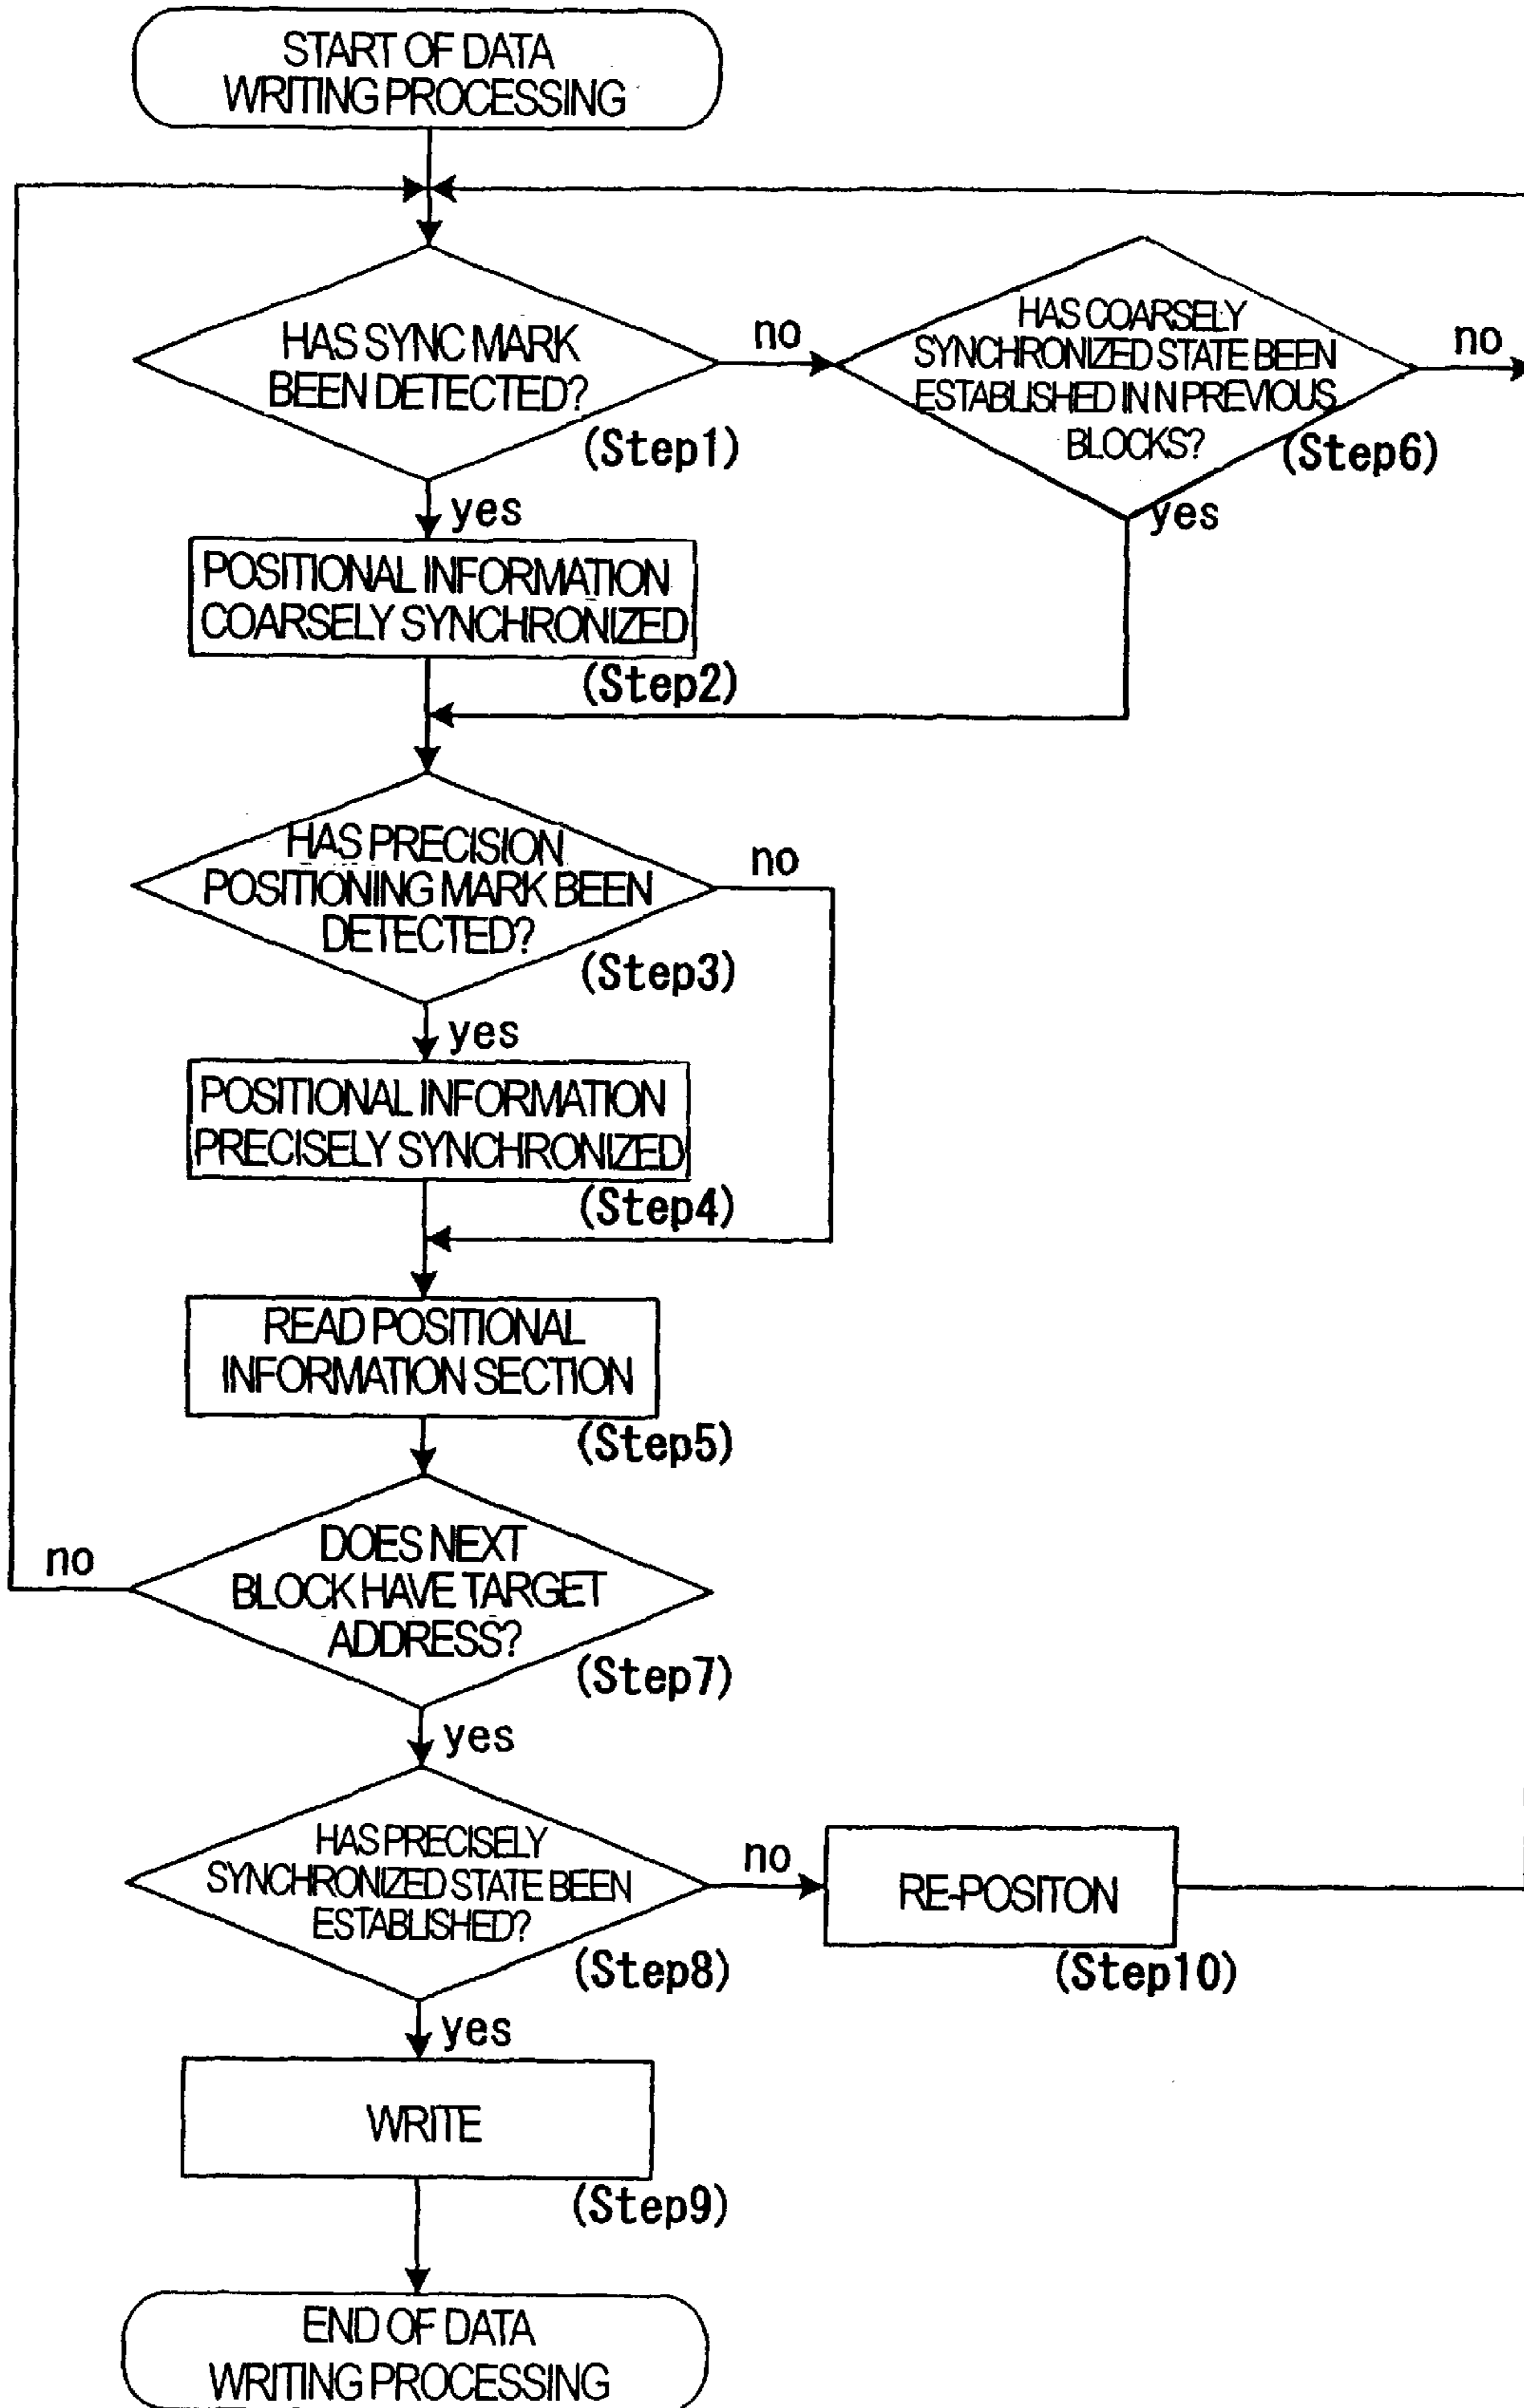 START OF DATA
WRITING PROCESSING
HAS SYNC MARK
BEEN DETECTED?
(Step1)
no
HAS COARSELY
SYNCHRONIZED STATE BEEN
ESTABLISHED IN N PREVIOUS
BLOCKS?
(Step6)
no
yes
yes
POSITIONAL INFORMATION
COARSELY SYNCHRONIZED
(Step2)
HAS PRECISION
POSITIONING MARK BEEN
DETECTED?
(Step3)
no
yes
POSITIONAL INFORMATION
PRECISELY SYNCHRONIZED
(Step4)
READ POSITIONAL
INFORMATION SECTION
(Step5)
no
DOES NEXT
BLOCK HAVE TARGET
ADDRESS?
(Step7)
yes
HAS PRECISELY
SYNCHRONIZED STATE BEEN
ESTABLISHED?
(Step8)
no
RE-POSITON
(Step10)
yes
WRITE
(Step9)
END OF DATA
WRITING PROCESSING